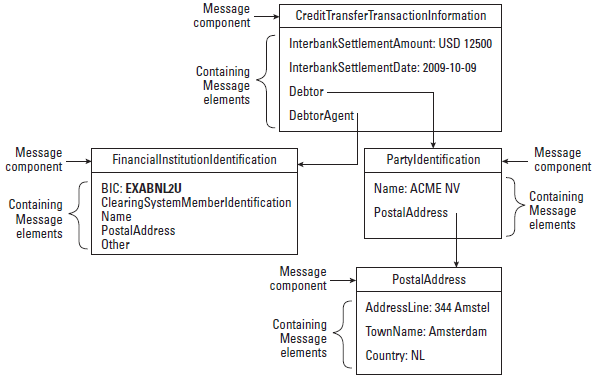 Message
component
CreditTransferTransactionInformation
Containing
Message
elements
InterbankSettlementAmount: USD 12500
InterbankSettlementDate: 2009-10-09
Debtor
DebtorAgent
Message
component
FinancialInstitutionIdentification
Containing
Message
elements
BIC: EXABNL2U
ClearingSystemMemberIdentification
Name
PostalAddress
Other
PartyIdentification
Message
component
Name: ACME NV
PostalAddress
Containing
Message
elements
Message
component
PostalAddress
Containing
Message
elements
AddressLine: 344 Amstel
TownName: Amsterdam
Country: NL